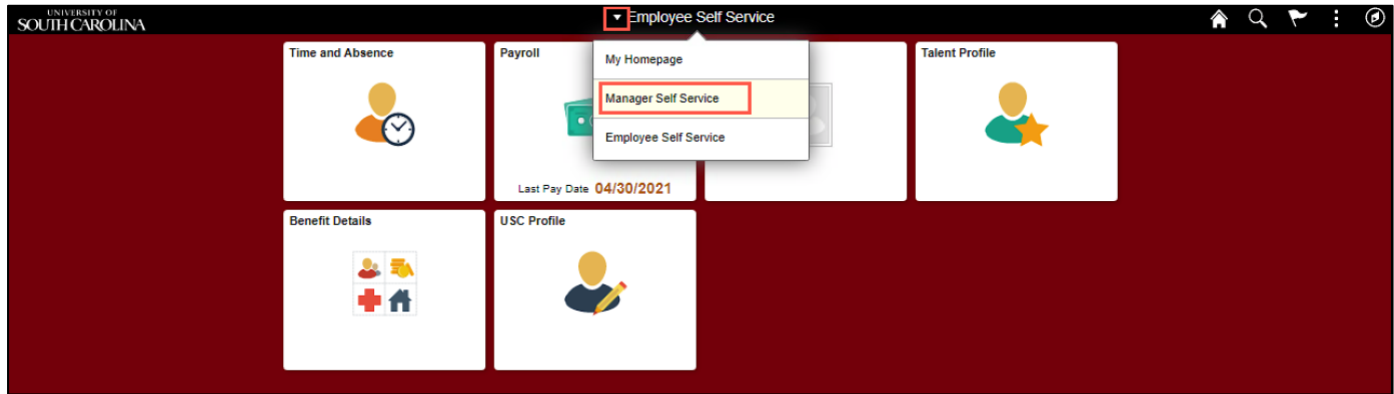 UNIVERSITY OF
SOUTH CAROLINA
Employee Self Service
Time and Absence
Payroll
My Homepage
Manager Self Service
Employee Self Service
Talent Profile
Last Pay Date 04/30/2021
Benefit Details
USC Profile